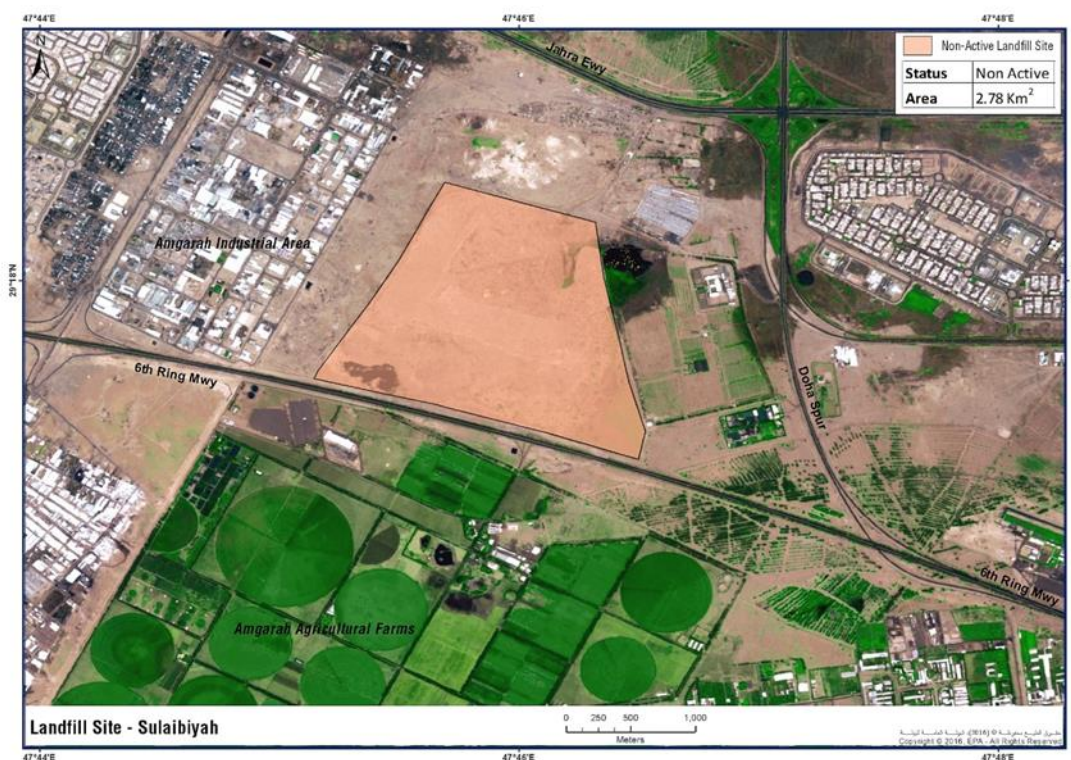 47°44'E 47°46'E 47°48'E
N
Jahra Ewy
Non-Active Landfill Site
Status Non Active
Area 2.78 Km²
Amgarah Industrial Area
29°18'N
6th Ring Mwy
Doha Spur
6th Ring Mwy
Amgarah Agricultural Farms
Landfill Site - Sulaibiyah
0 250 500 1,000
Meters
Copyright © 2016, EPA - All Rights Reserved
47°44'E 47°46'E 47°48'E